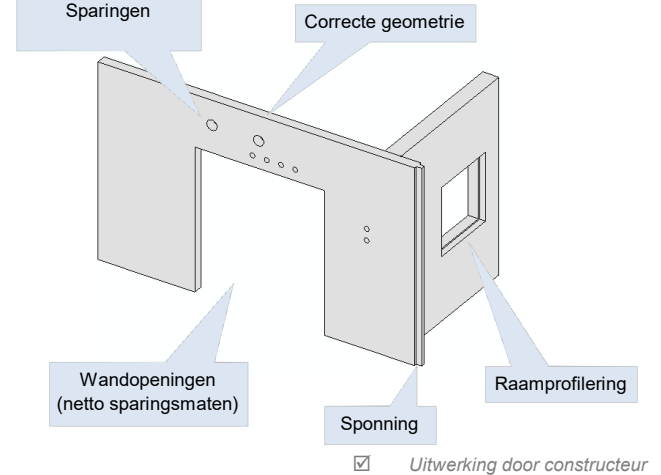 Sparingen
Correcte geometrie
Wandopeningen
(netto sparingsmaten)
Raamprofilering
Sponning
☑ Uitwerking door constructeur